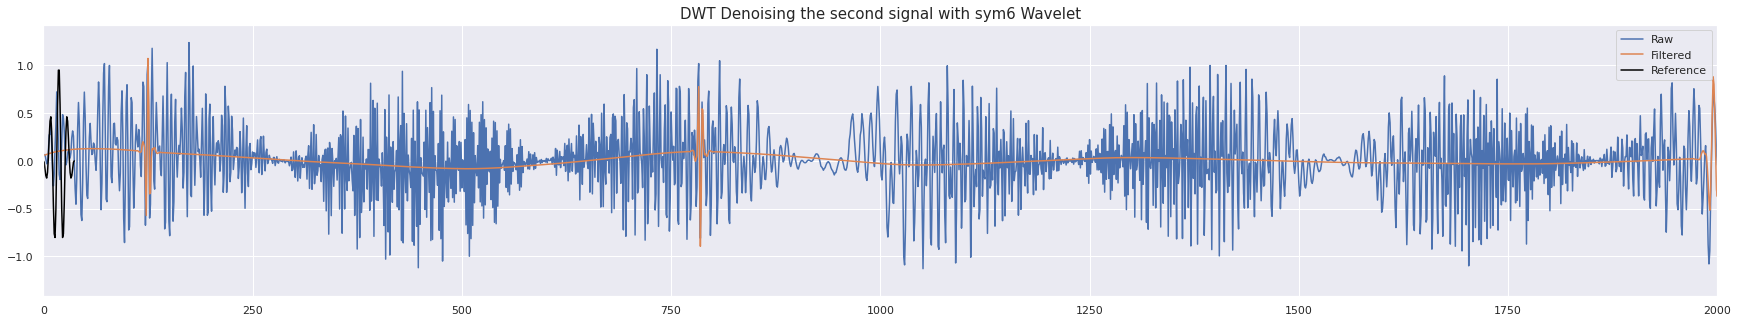 DWT Denoising the second signal with sym6 Wavelet
Raw
Filtered
Reference
1.0
0.5
0.0
−0.5
−1.0
0 250 500 750 1000 1250 1500 1750 2000